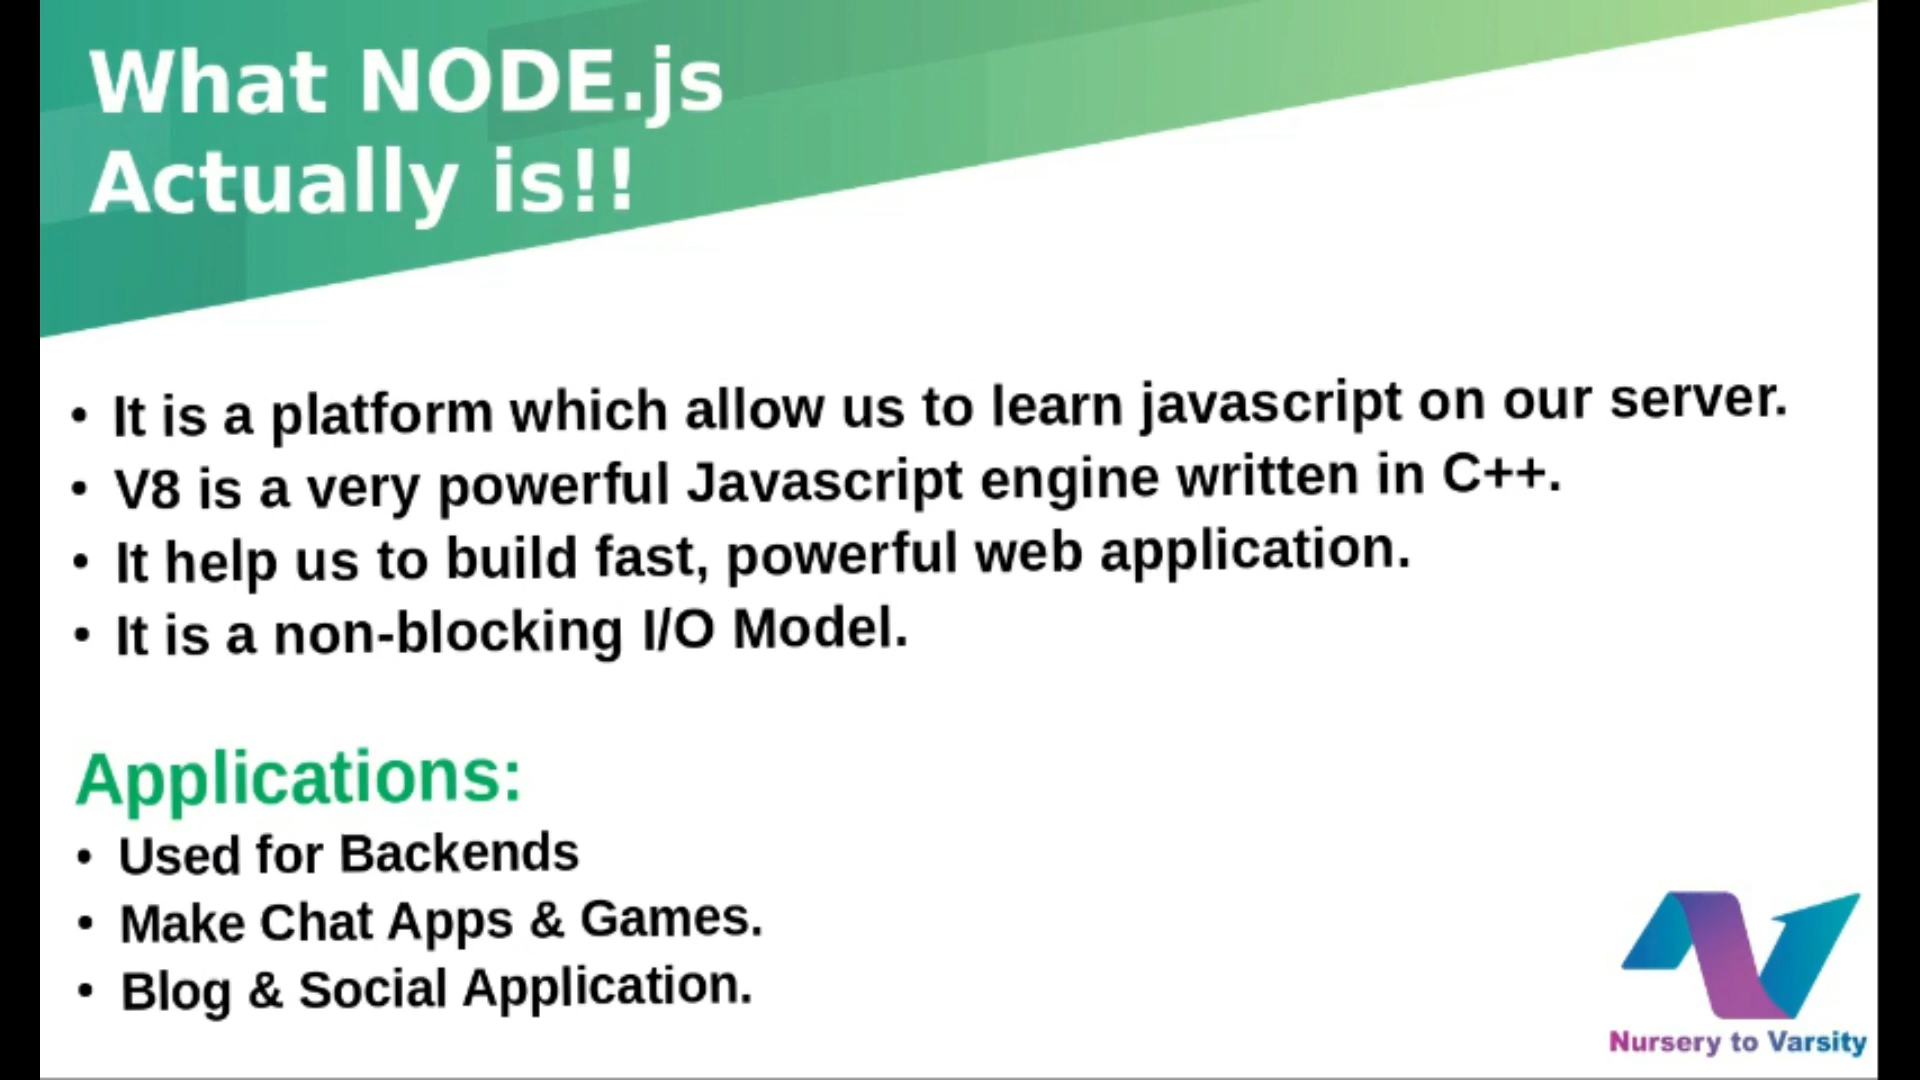 What NODE.js
Actually is!!
• It is a platform which allow us to learn javascript on our server.
• V8 is a very powerful Javascript engine written in C++.
• It help us to build fast, powerful web application.
• It is a non-blocking I/O Model.
Applications:
• Used for Backends
• Make Chat Apps & Games.
• Blog & Social Application.
Nursery to Varsity